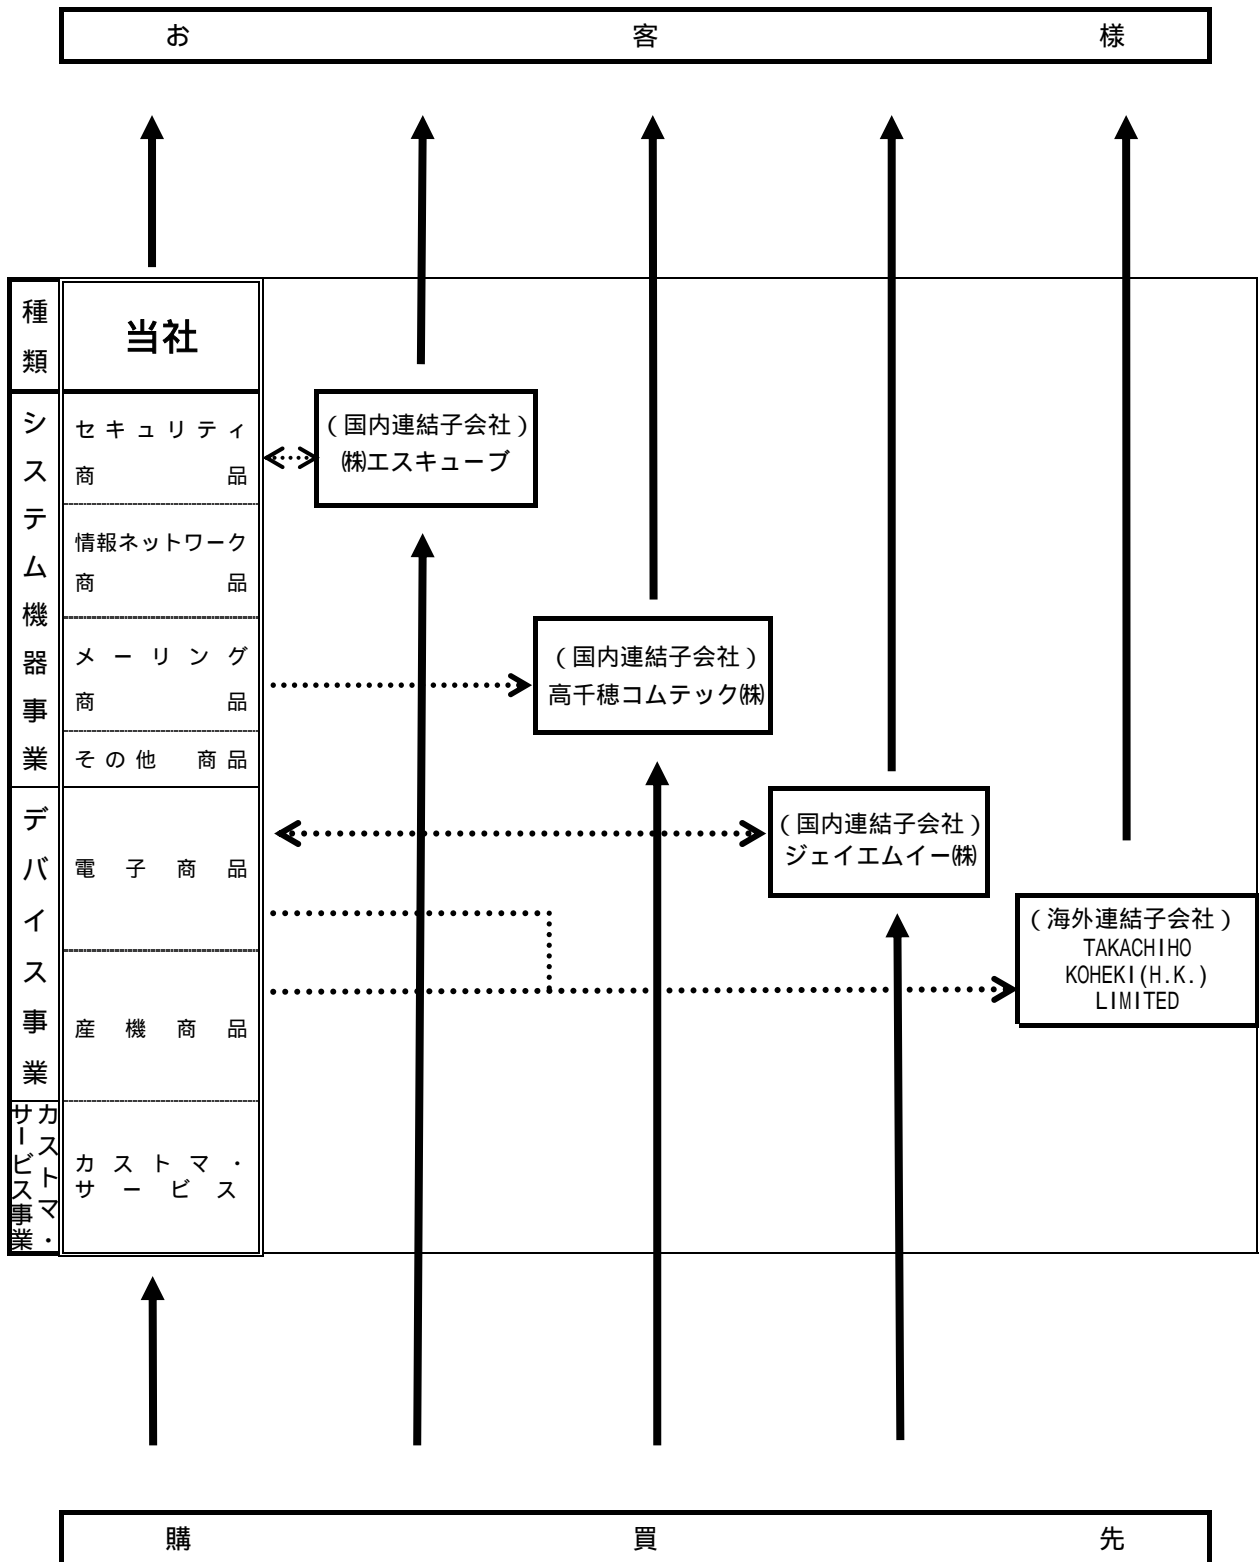 お客様
種類
当社
システム機器事業
セキュリティ
商品
(国内連結子会社)
㈱エスキューブ
情報ネットワーク
商品
メーリング
商品
(国内連結子会社)
高千穂コムテック㈱
その他 商品
デバイス事業
電子商品
(国内連結子会社)
ジェイエムイー㈱
産機商品
(海外連結子会社)
TAKACHIHO
KOHEKI(H.K.)
LIMITED
カストマ・
サービス事業
カストマ・
サービス
購買先